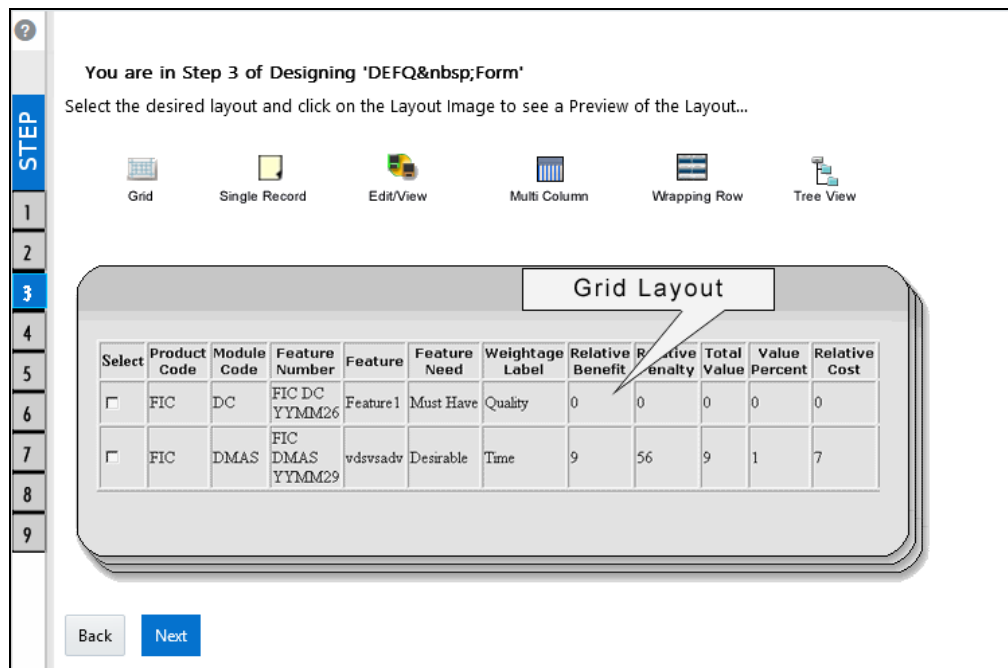 ?
You are in Step 3 of Designing 'DEFQ&nbsp;Form'
Select the desired layout and click on the Layout Image to see a Preview of the Layout...
STEP
1
2
3
4
5
6
7
8
9
Grid Single Record Edit/View Multi Column Wrapping Row Tree View
Grid Layout
Select Product Code Module Code Feature Number Feature Feature Need Weightage Label Relative Benefit Total Value Value Percent Relative Cost
FIC DC FIC DC YYMM26 Feature1 Must Have Quality 0 0 0 0 0
FIC DMAS FIC DMAS YYMM29 vdsvsadv Desirable Time 9 56 9 1 7
Back Next